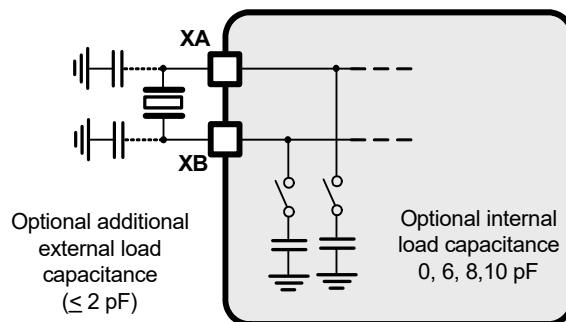 XA
XB
Optional additional
external load
capacitance
(≤ 2 pF)
Optional internal
load capacitance
0, 6, 8,10 pF